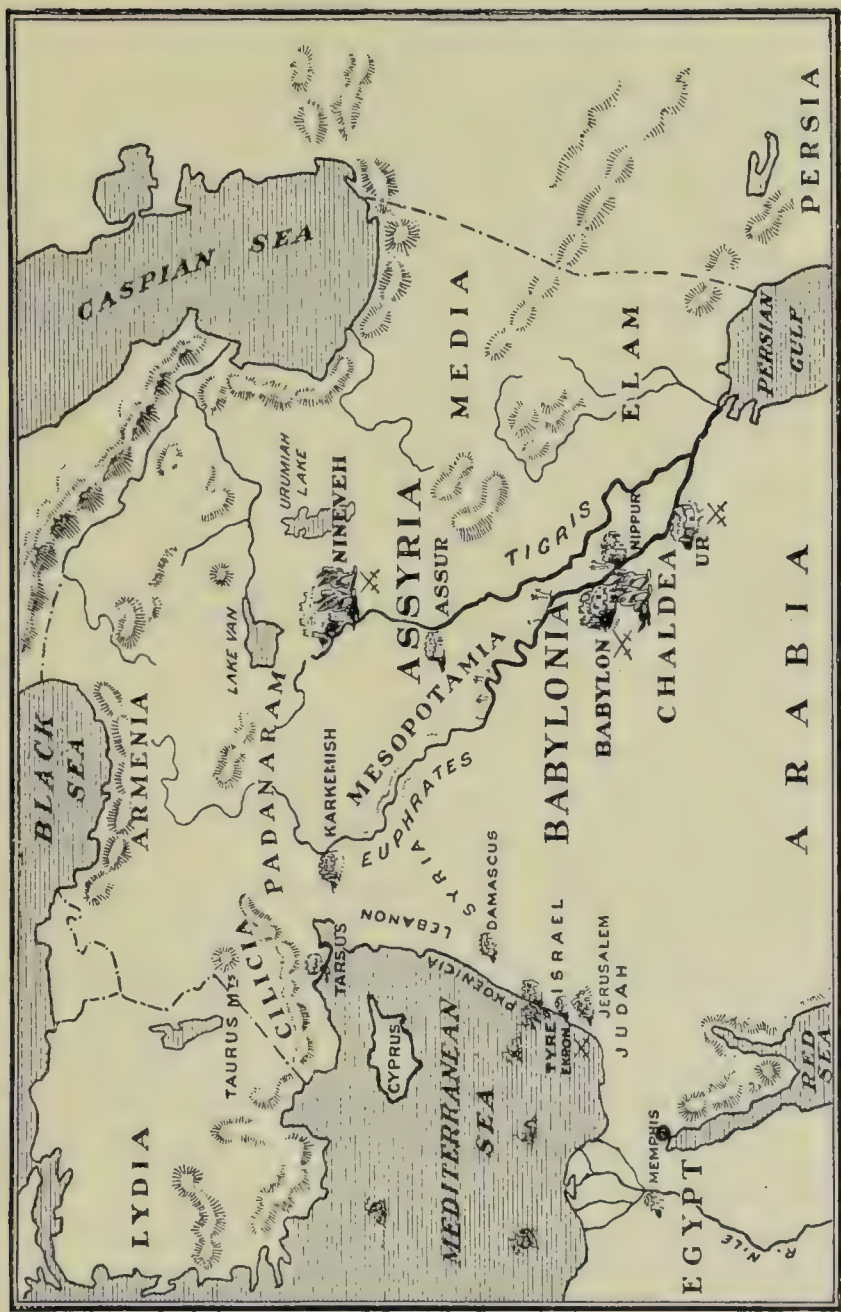 BLACK
SEA
CASPIAN SEA
LYDIA
ARMENIA
TAURUS MTS
CILICIA
PADANARAM
LAKE VAN
URUMIAH
LAKE
NINEVEH
TARSUS
KARKEMISH
ASSYRIA
ASSUR
MEDIA
CYPRUS
LEBANON
SYRIA
EUPHRATES
MESOPOTAMIA
TIGRIS
MEDITERRANEAN
SEA
PHOENICIA
DAMASCUS
TYRE
EKRON
ISRAEL
JERUSALEM
JUDAH
BABYLONIA
BABYLON
NIPPUR
CHALDEA
UR
ELAM
PERSIAN
GULF
PERSIA
EGYPT
MEMPHIS
R. NILE
RED
SEA
ARABIA